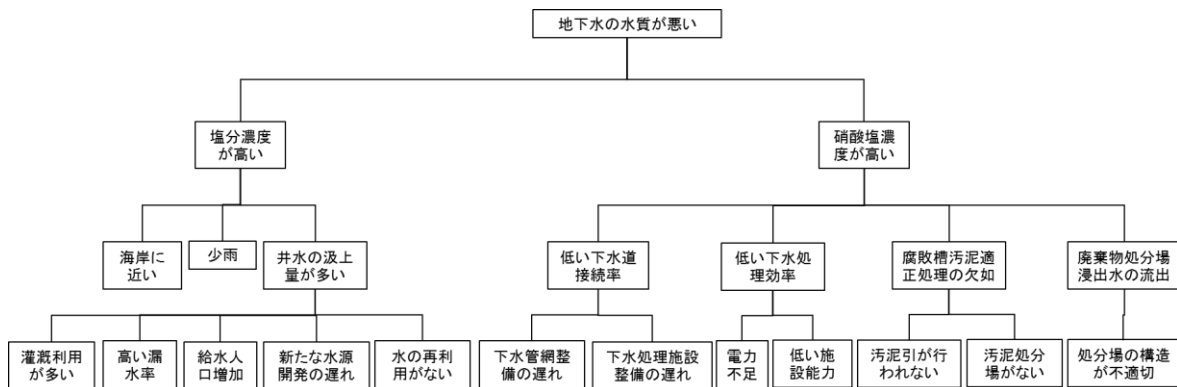 地下水の水質が悪い
塩分濃度
が高い
硝酸塩濃
度が高い
海岸に
近い
少雨
井水の汲上
量が多い
低い下水道
接続率
低い下水処
理効率
腐敗槽汚泥適
正処理の欠如
廃棄物処分場
浸出水の流出
灌漑利用
が多い
高い漏
水率
給水人
口増加
新たな水源
開発の遅れ
水の再利
用がない
下水管網整
備の遅れ
下水処理施設
整備の遅れ
電力
不足
低い施
設能力
汚泥引が行
われない
汚泥処分
場がない
処分場の構造
が不適切